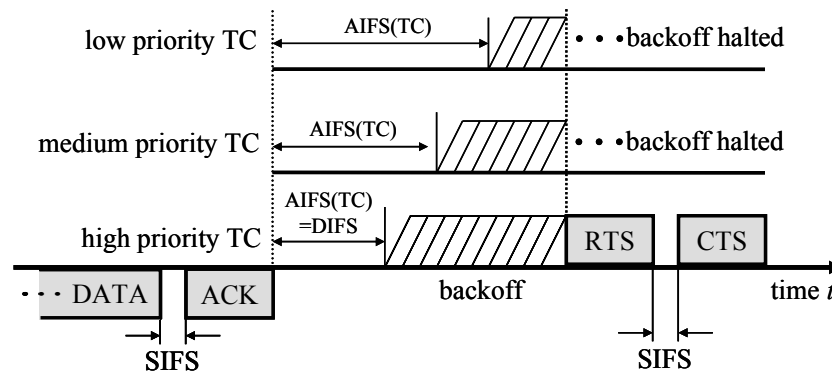 low priority TC
AIFS(TC)
• • • backoff halted
medium priority TC
AIFS(TC)
• • • backoff halted
high priority TC
AIFS(TC)
=DIFS
RTS
CTS
• • • DATA
ACK
backoff
time t
SIFS
SIFS